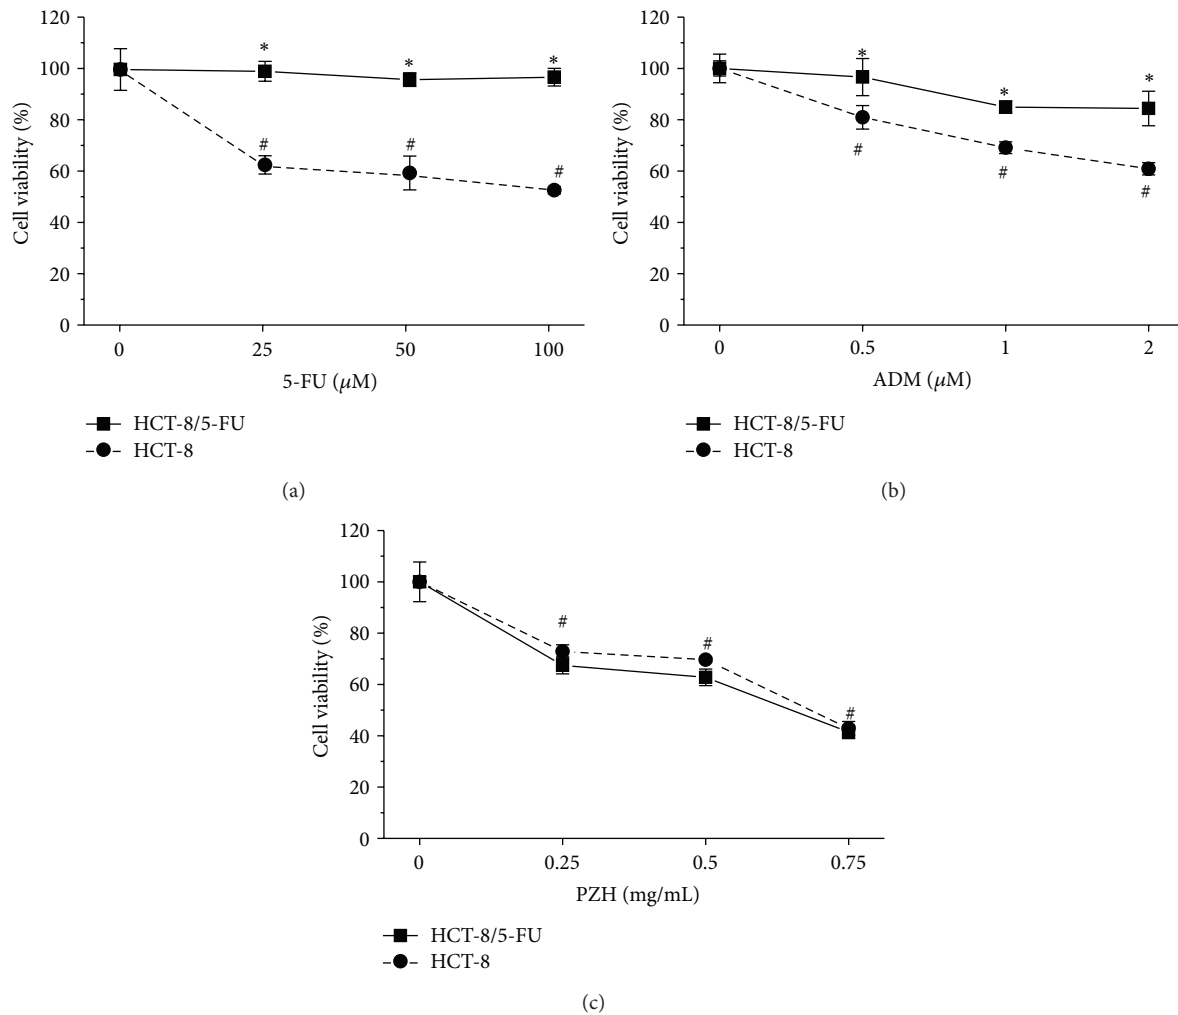 120
100
80
60
40
20
0
Cell viability (%)
* * *
# # #
0 25 50 100
5-FU (μM)
HCT-8/5-FU
HCT-8
(a)
120
100
80
60
40
20
0
Cell viability (%)
* * *
# # #
0 0.5 1 2
ADM (μM)
HCT-8/5-FU
HCT-8
(b)
120
100
80
60
40
20
0
Cell viability (%)
# # #
0 0.25 0.5 0.75
PZH (mg/mL)
HCT-8/5-FU
HCT-8
(c)